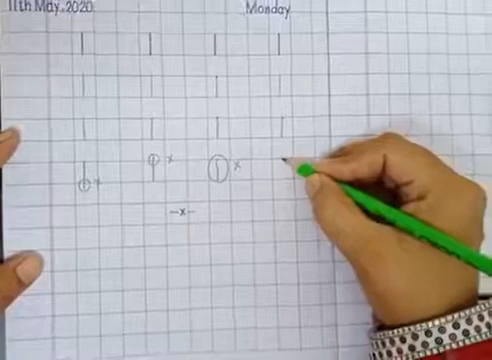 11th May, 2020 Monday
| | | |
| | | |
| | | |
x x x
-x-